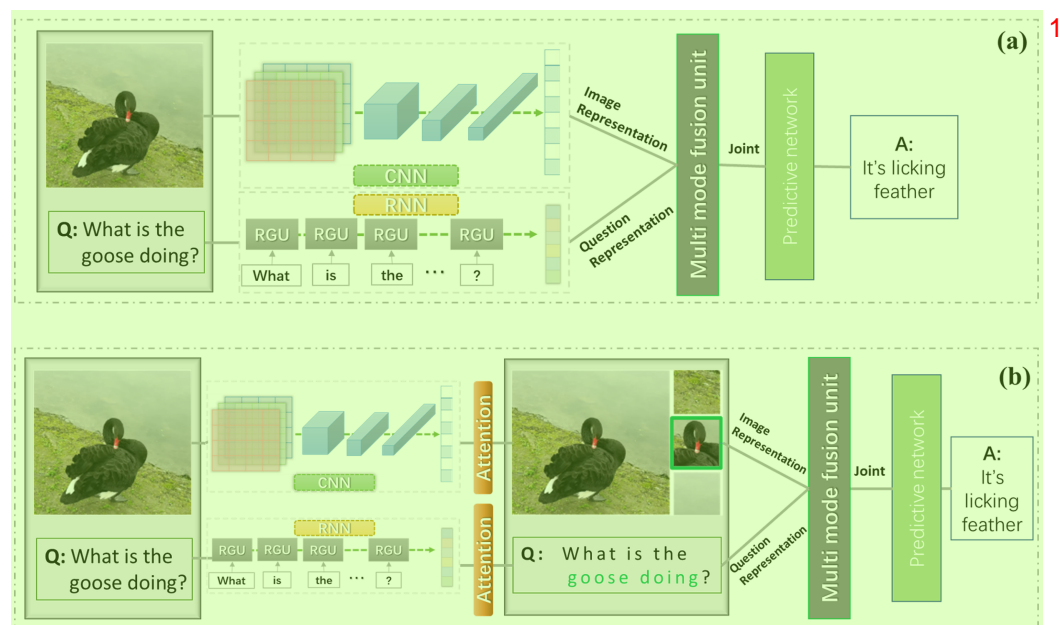 1
(a)
Q: What is the
goose doing?
CNN
RNN
RGU RGU RGU RGU
What is the ··· ?
Image
Representation
Question
Representation
Multi mode fusion unit
Joint
Predictive network
A:
It's licking
feather
(b)
Q: What is the
goose doing?
CNN
RNN
RGU RGU RGU RGU
What is the ··· ?
Attention
Attention
Q: What is the
goose doing?
Image
Representation
Question
Representation
Multi mode fusion unit
Joint
Predictive network
A:
It's
licking
feather